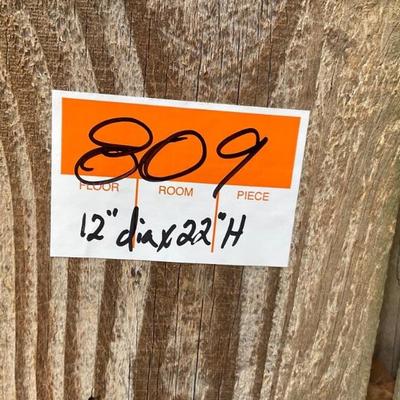 809
FLOOR ROOM PIECE
12" dia x 22" H